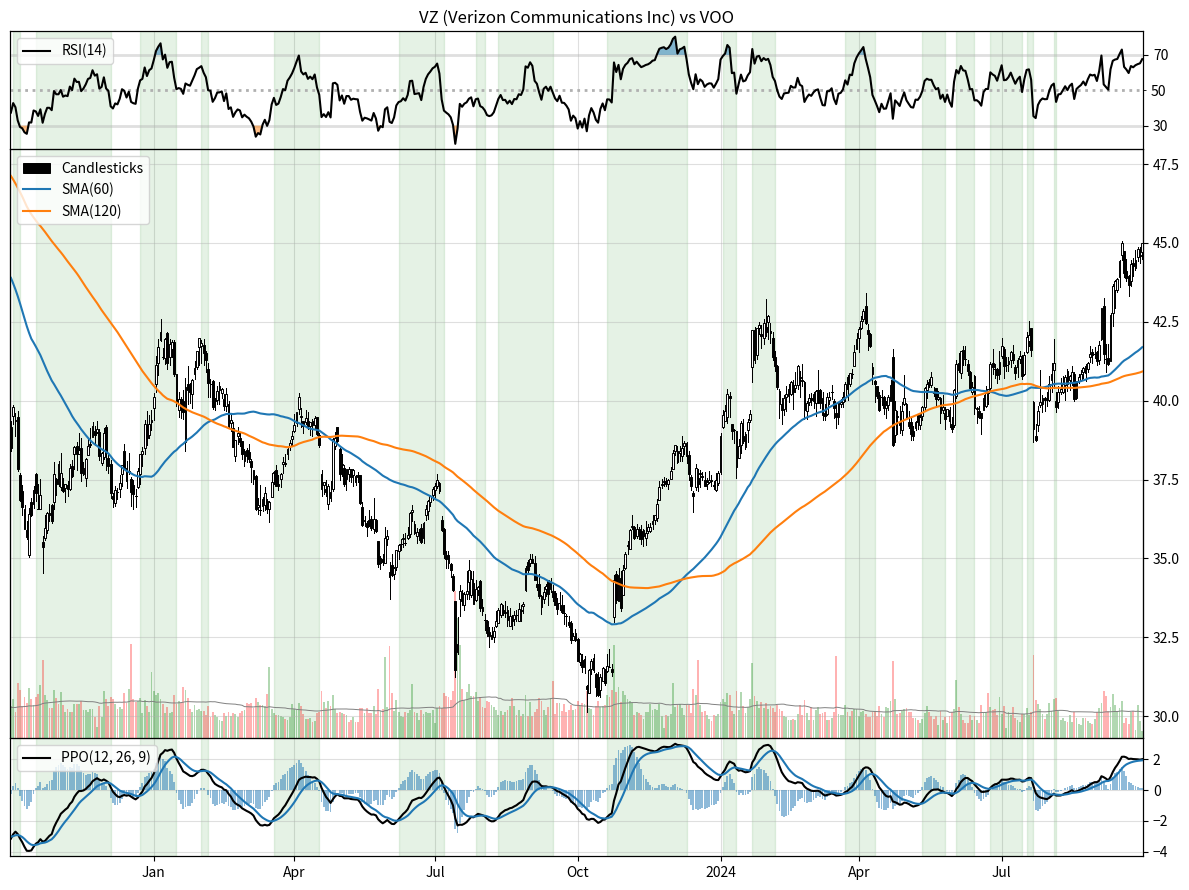 VZ (Verizon Communications Inc) vs VOO
RSI(14)
70
50
30
Candlesticks
SMA(60)
SMA(120)
47.5
45.0
42.5
40.0
37.5
35.0
32.5
30.0
PPO(12, 26, 9)
2
0
−2
−4
Jan Apr Jul Oct 2024 Apr Jul